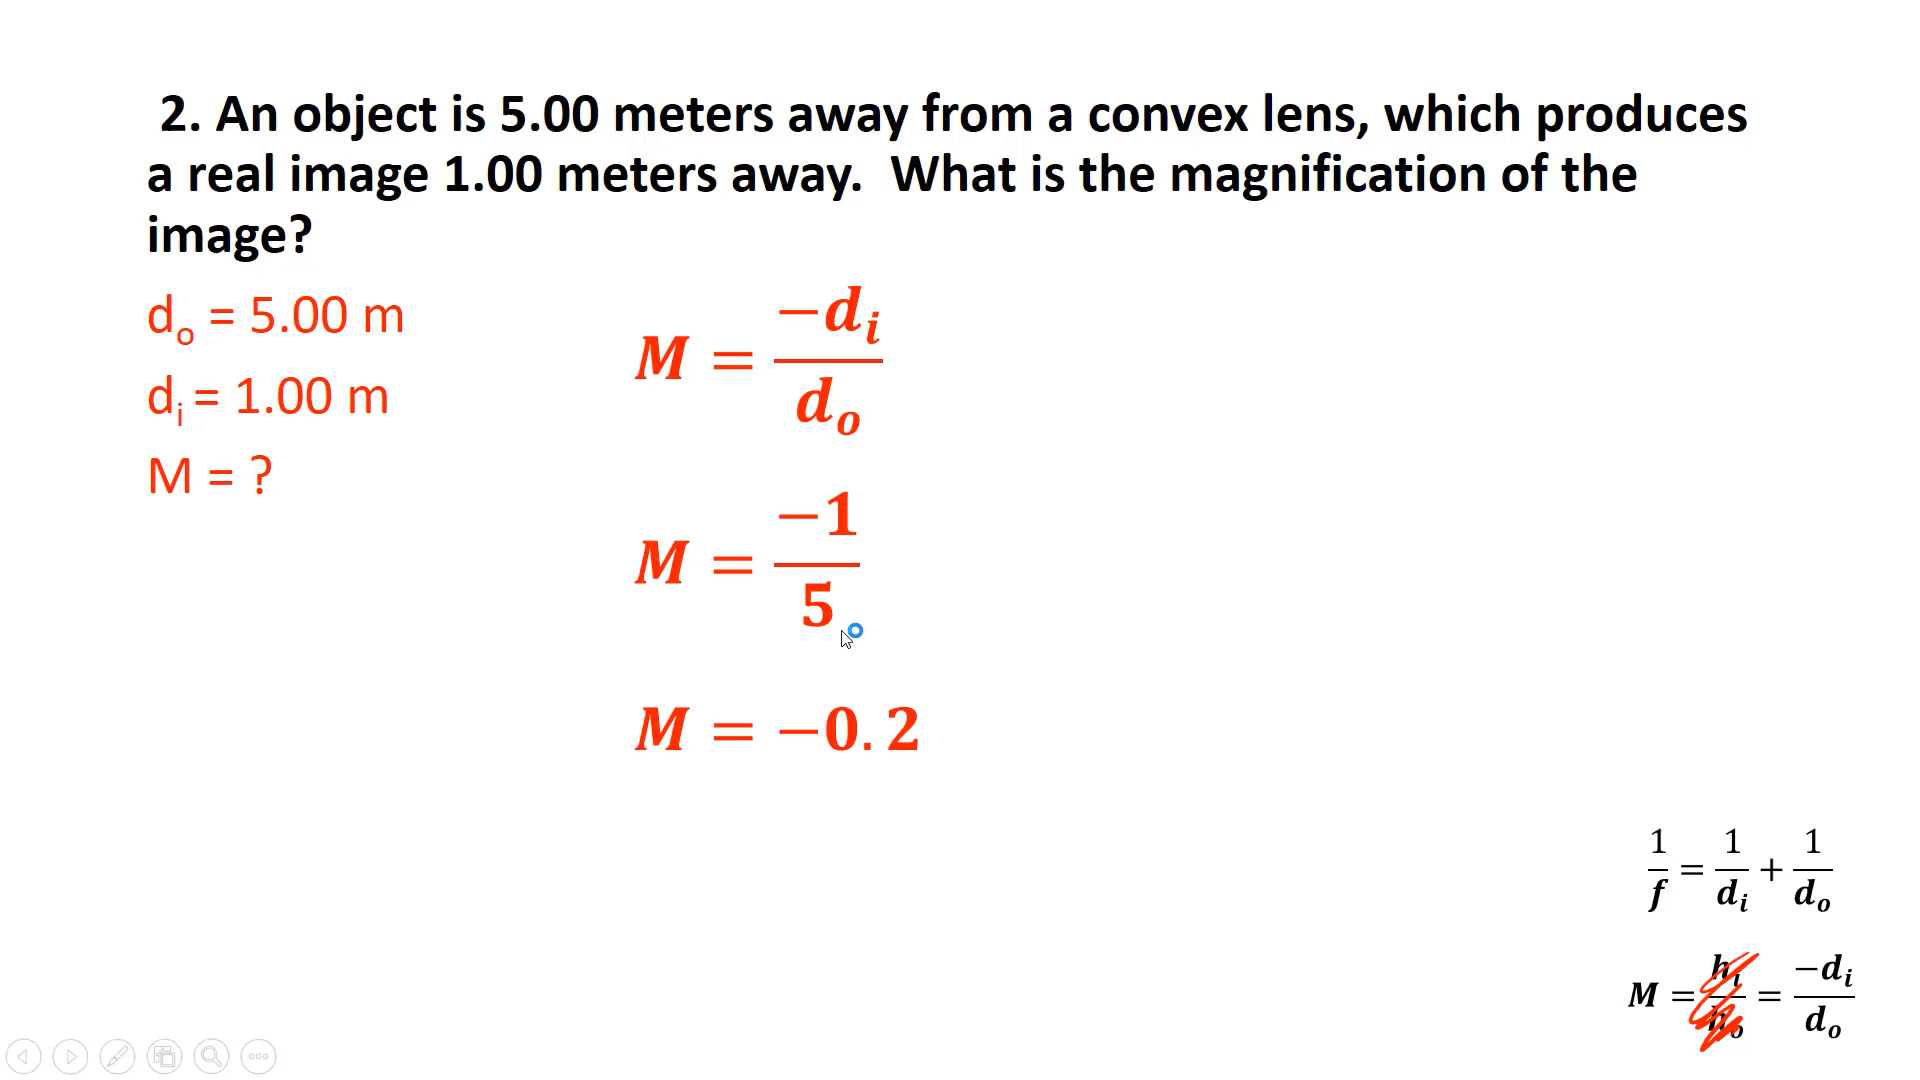 2. An object is 5.00 meters away from a convex lens, which produces
a real image 1.00 meters away.  What is the magnification of the
image?
dₒ = 5.00 m
dᵢ = 1.00 m
M = ?
M = −dᵢ/dₒ
M = −1/5
M = −0.2
1/f = 1/dᵢ + 1/dₒ
M = hᵢ/hₒ = −dᵢ/dₒ